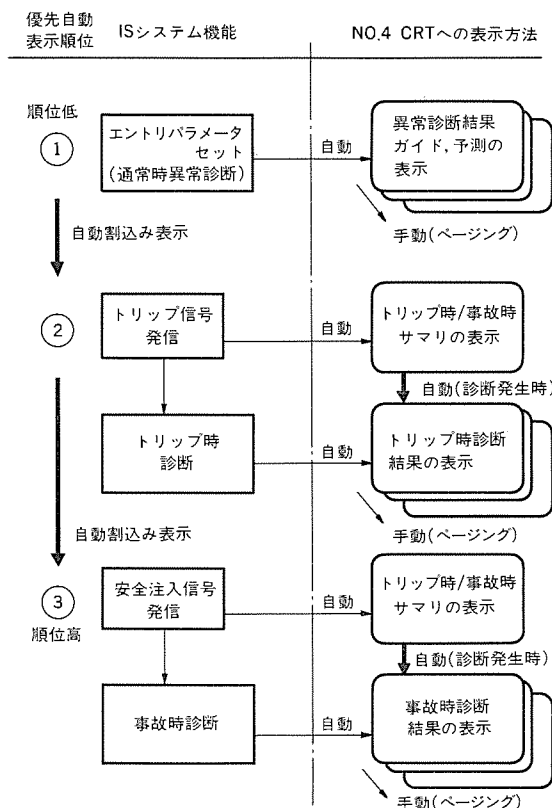 優先自動
表示順位
ISシステム機能
NO.4 CRTへの表示方法
順位低
1
エントリパラメータ
セット
(通常時異常診断)
自動
異常診断結果
ガイド,予測の
表示
手動(ページング)
自動割込み表示
2
トリップ信号
発信
自動
トリップ時/事故時
サマリの表示
自動(診断発生時)
トリップ時
診断
自動
トリップ時診断
結果の表示
手動(ページング)
自動割込み表示
3
順位高
安全注入信号
発信
自動
トリップ時/事故時
サマリの表示
自動(診断発生時)
事故時診断
自動
事故時診断
結果の表示
手動(ページング)